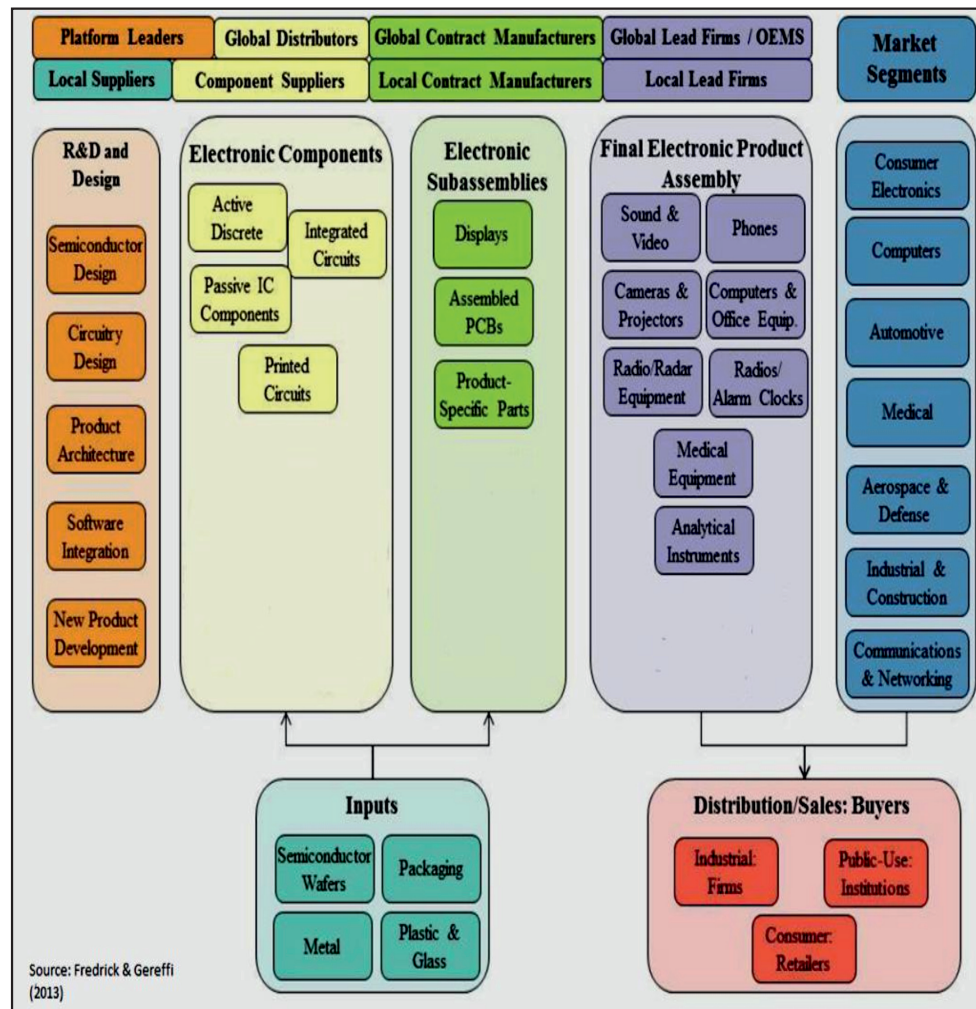 Platform Leaders
Global Distributors
Global Contract Manufacturers
Global Lead Firms / OEMS
Market
Segments
Local Suppliers
Component Suppliers
Local Contract Manufacturers
Local Lead Firms
R&D and
Design
Semiconductor
Design
Circuitry
Design
Product
Architecture
Software
Integration
New Product
Development
Electronic Components
Active
Discrete
Integrated
Circuits
Passive IC
Components
Printed
Circuits
Electronic
Subassemblies
Displays
Assembled
PCBs
Product-
Specific Parts
Final Electronic Product
Assembly
Sound &
Video
Phones
Cameras &
Projectors
Computers &
Office Equip.
Radio/Radar
Equipment
Radios/
Alarm Clocks
Medical
Equipment
Analytical
Instruments
Consumer
Electronics
Computers
Automotive
Medical
Aerospace &
Defense
Industrial &
Construction
Communications
& Networking
Inputs
Semiconductor
Wafers
Packaging
Metal
Plastic &
Glass
Distribution/Sales: Buyers
Industrial:
Firms
Public-Use:
Institutions
Consumer:
Retailers
Source: Fredrick & Gereffi
(2013)